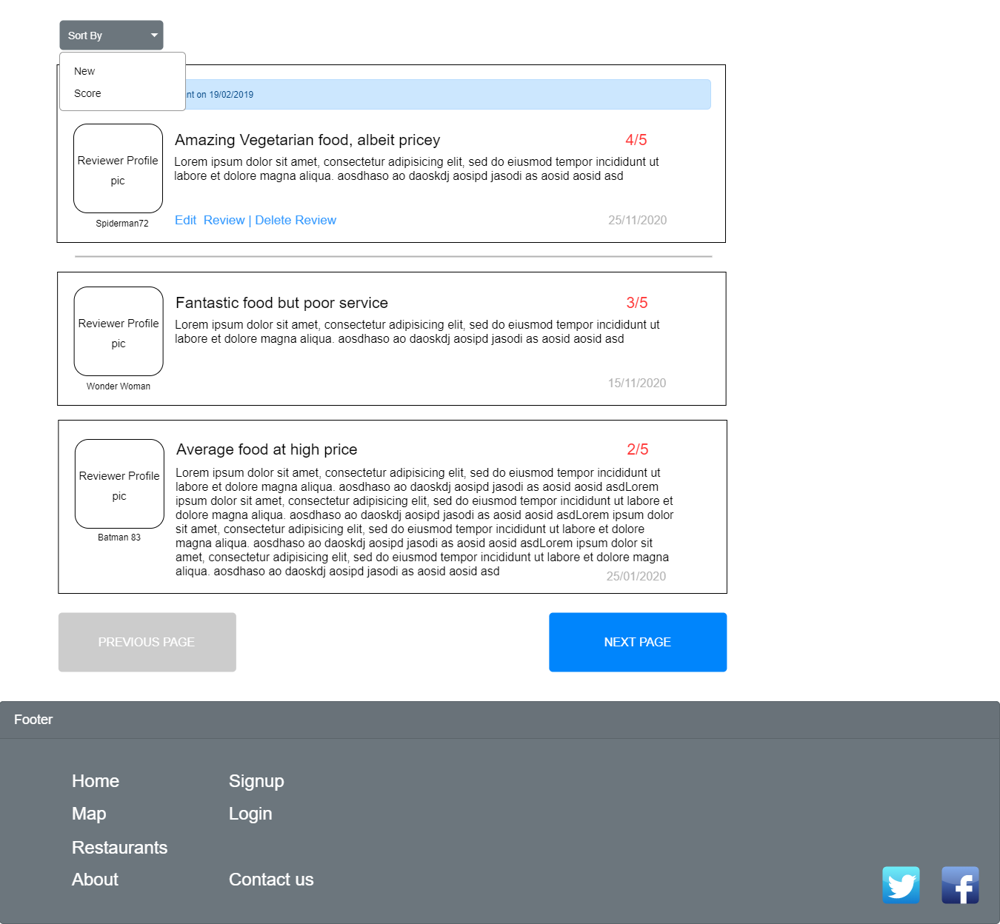 Sort By
New
Score
nt on 19/02/2019
Reviewer Profile
pic
Spiderman72
Amazing Vegetarian food, albeit pricey
4/5
Lorem ipsum dolor sit amet, consectetur adipisicing elit, sed do eiusmod tempor incididunt ut
labore et dolore magna aliqua. aosdhaso ao daoskdj aosipd jasodi as aosid aosid asd
Edit  Review | Delete Review
25/11/2020
Reviewer Profile
pic
Wonder Woman
Fantastic food but poor service
3/5
Lorem ipsum dolor sit amet, consectetur adipisicing elit, sed do eiusmod tempor incididunt ut
labore et dolore magna aliqua. aosdhaso ao daoskdj aosipd jasodi as aosid aosid asd
15/11/2020
Reviewer Profile
pic
Batman 83
Average food at high price
2/5
Lorem ipsum dolor sit amet, consectetur adipisicing elit, sed do eiusmod tempor incididunt ut
labore et dolore magna aliqua. aosdhaso ao daoskdj aosipd jasodi as aosid aosid asdLorem
ipsum dolor sit amet, consectetur adipisicing elit, sed do eiusmod tempor incididunt ut labore et
dolore magna aliqua. aosdhaso ao daoskdj aosipd jasodi as aosid aosid asdLorem ipsum dolor
sit amet, consectetur adipisicing elit, sed do eiusmod tempor incididunt ut labore et dolore
magna aliqua. aosdhaso ao daoskdj aosipd jasodi as aosid aosid asdLorem ipsum dolor sit
amet, consectetur adipisicing elit, sed do eiusmod tempor incididunt ut labore et dolore magna
aliqua. aosdhaso ao daoskdj aosipd jasodi as aosid aosid asd
25/01/2020
PREVIOUS PAGE
NEXT PAGE
Footer
Home
Signup
Map
Login
Restaurants
About
Contact us